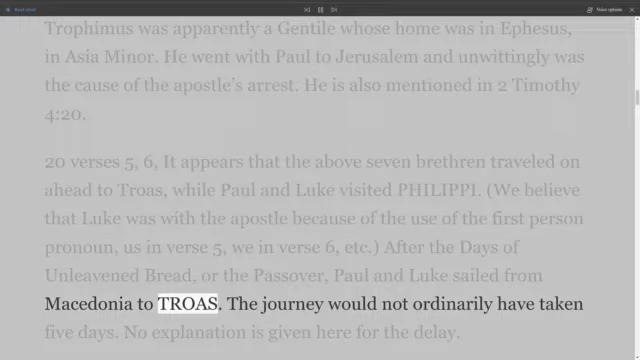 Read aloud
Voice options
Trophimus was apparently a Gentile whose home was in Ephesus,
in Asia Minor. He went with Paul to Jerusalem and unwittingly was
the cause of the apostle's arrest. He is also mentioned in 2 Timothy
4:20.
20 verses 5, 6, It appears that the above seven brethren traveled on
ahead to Troas, while Paul and Luke visited PHILIPPI. (We believe
that Luke was with the apostle because of the use of the first person
pronoun, us in verse 5, we in verse 6, etc.) After the Days of
Unleavened Bread, or the Passover, Paul and Luke sailed from
Macedonia to TROAS. The journey would not ordinarily have taken
five days. No explanation is given here for the delay.